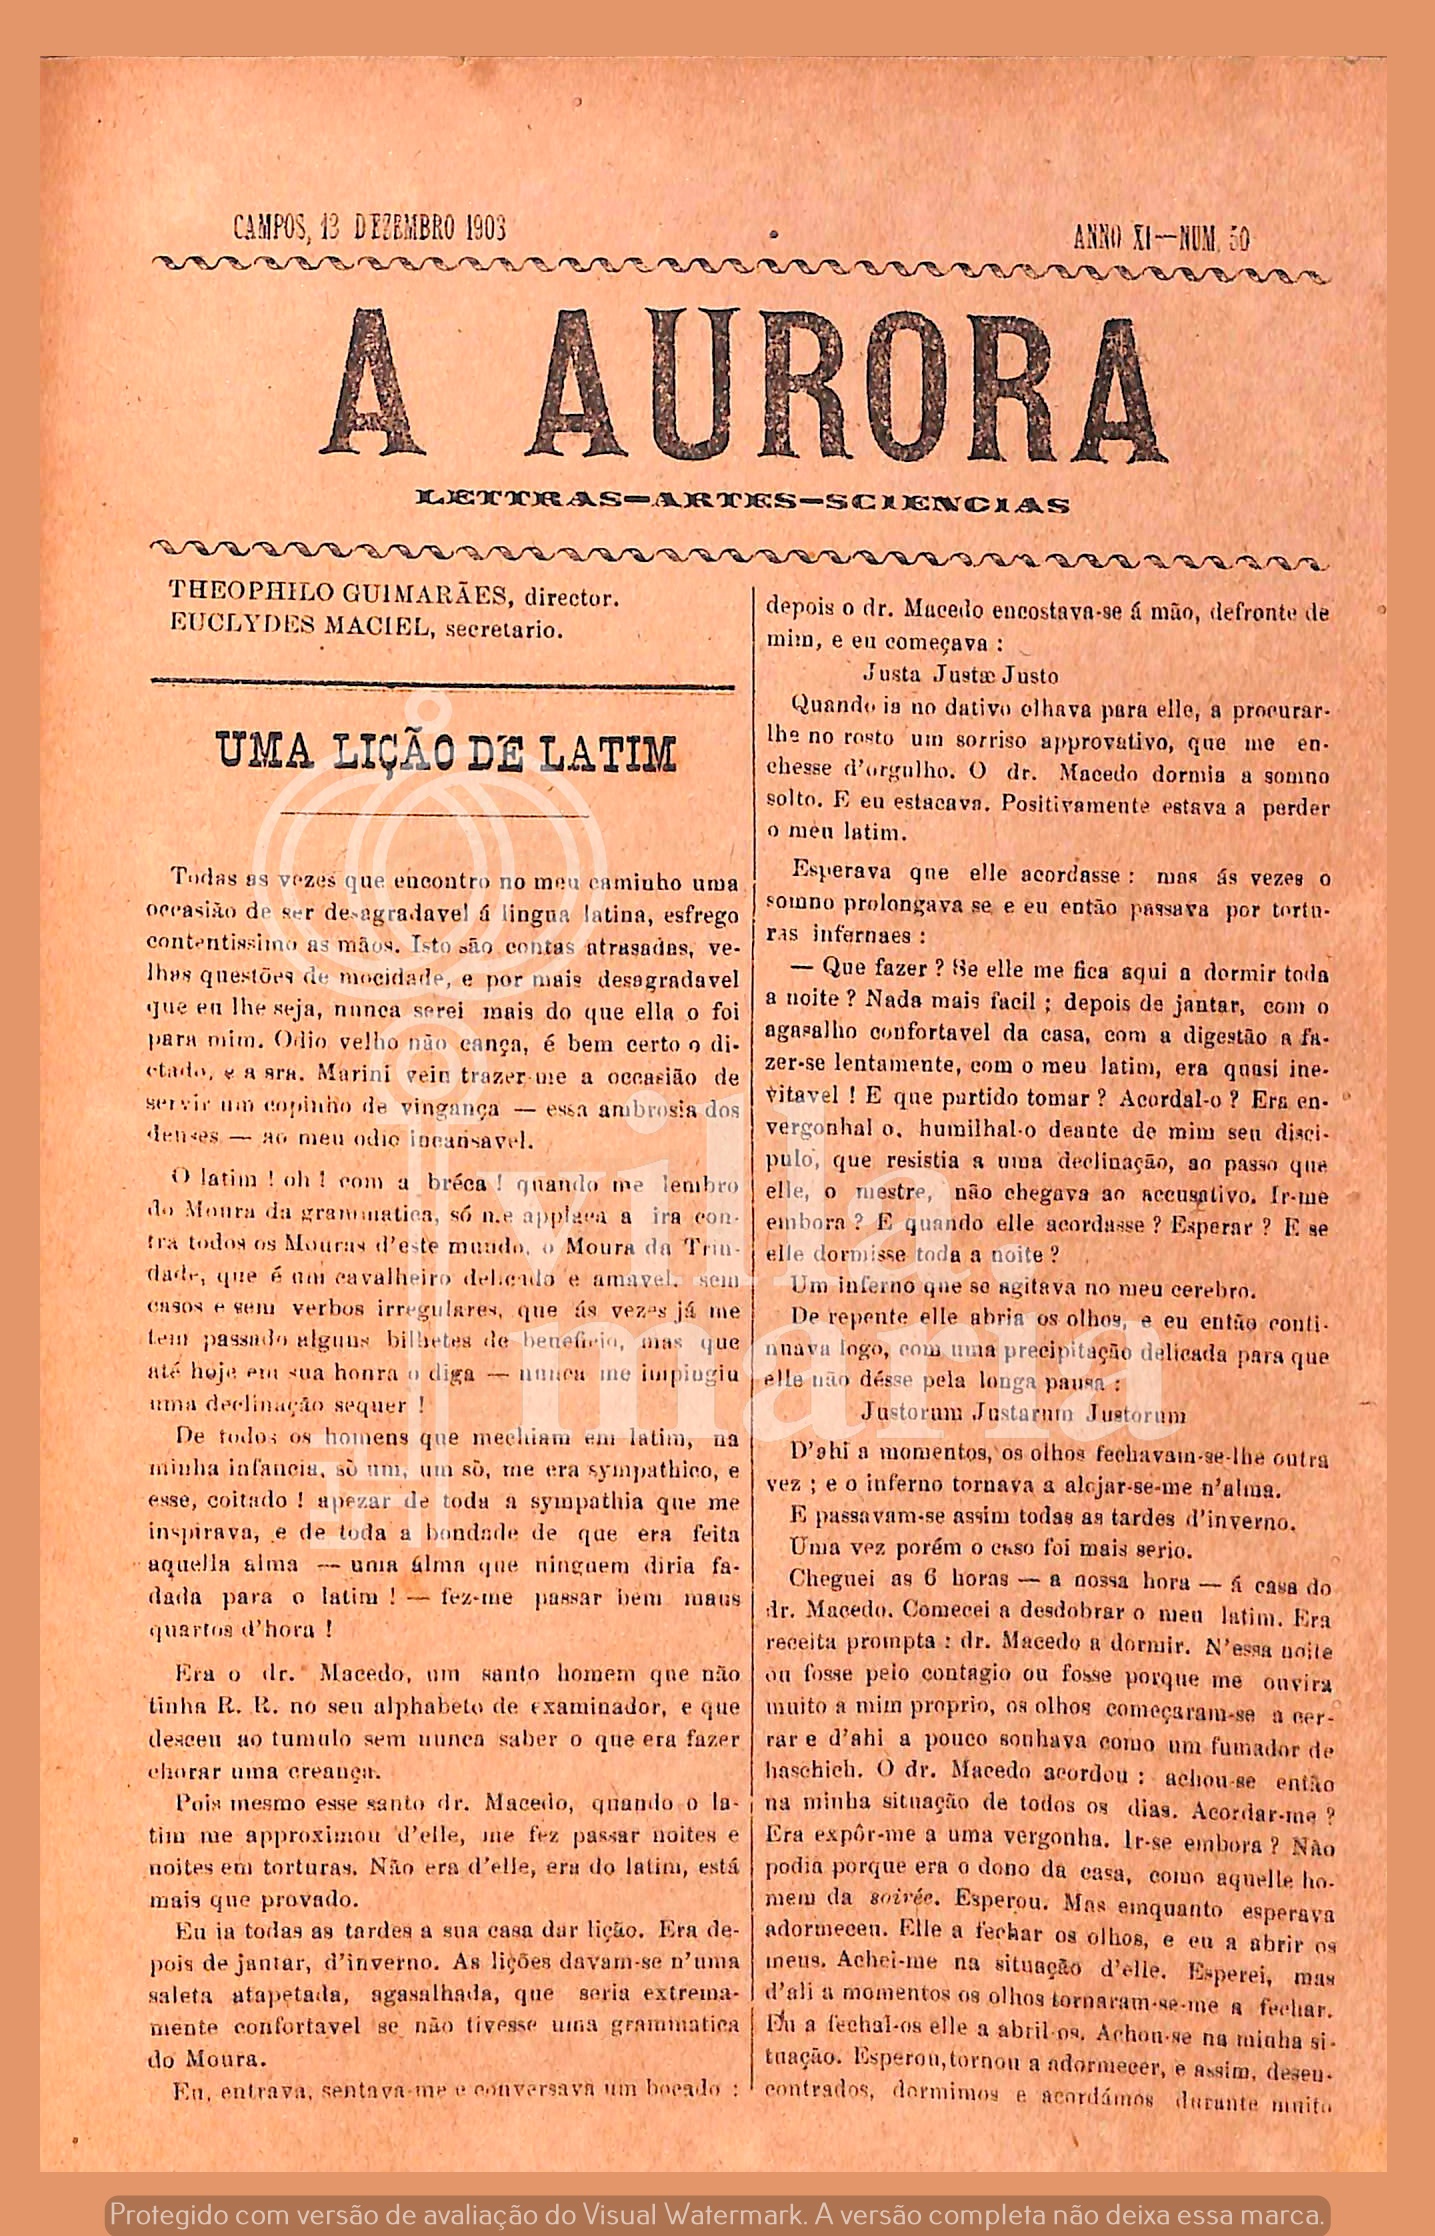 CAMPOS, 13 DEZEMBRO 1903
ANNO XI—NUM. 50
A AURORA
LETTRAS-ARTES-SCIENCIAS
THEOPHILO GUIMARÃES, director.
EUCLYDES MACIEL, secretario.
UMA LIÇÃO DE LATIM
Todas as vezes que encontro no meu caminho uma
occasião de ser desagradavel á lingua latina, esfrego
contentissimo as mãos. Isto são contas atrasadas, ve-
lhas questões de mocidade, e por mais desagradavel
que eu lhe seja, nunca serei mais do que ella o foi
para mim. Odio velho não cança, é bem certo o di-
ctado, e a sra. Marini vein trazer-me a occasião de
servir um copinho de vingança — essa ambrosia dos
deuses — ao meu odio incansavel.
O latim ! oh ! com a bréca ! quando me lembro
do Moura da grammatica, só me applaca a ira con-
tra todos os Mouras d'este mundo, o Moura da Trin-
dade, que é um cavalheiro delicado e amavel, sem
casos e sem verbos irregulares, que ás vezes já me
tem passado alguns bilhetes de beneficio, mas que
até hoje em sua honra o diga — nunca me impingiu
uma declinação sequer !
De todos os homens que mechiam em latim, na
minha infancia, sò um, um sò, me era sympathico, e
esse, coitado ! apezar de toda a sympathia que me
inspirava, e de toda a bondade de que era feita
aquella alma — uma álma que ninguem diria fa-
dada para o latim ! — fez-me passar bem maus
quartos d'hora !
Era o dr. Macedo, um santo homem que não
tinha R. R. no seu alphabeto de examinador, e que
desceu ao tumulo sem nunca saber o que era fazer
chorar uma creança.
Pois mesmo esse santo dr. Macedo, quando o la-
tim me approximou d'elle, me fez passar noites e
noites em torturas. Não era d'elle, era do latim, está
mais que provado.
Eu ia todas as tardes a sua casa dar lição. Era de-
pois de jantar, d'inverno. As lições davam-se n'uma
saleta atapetada, agasalhada, que seria extrema-
mente confortavel se não tivesse uma grammatica
do Moura.
Eu, entrava, sentava-me e conversava um bocado :
depois o dr. Macedo encostava-se á mão, defronte de
mim, e eu começava :
Justa Justæ Justo
Quando ia no dativo olhava para elle, a procurar-
lhe no rosto um sorriso approvativo, que me en-
chesse d'orgulho. O dr. Macedo dormia a somno
solto. E eu estacava. Positivamente estava a perder
o meu latim.
Esperava que elle acordasse : mas ás vezes o
somno prolongava se e eu então passava por tortu-
ras infernaes :
— Que fazer ? Se elle me fica aqui a dormir toda
a noite ? Nada mais facil ; depois de jantar, com o
agasalho confortavel da casa, com a digestão a fa-
zer-se lentamente, com o meu latim, era quasi ine-
vitavel ! E que partido tomar ? Acordal-o ? Era en-
vergonhal o, humilhal-o deante de mim seu disci-
pulo, que resistia a uma declinação, ao passo que
elle, o mestre, não chegava ao accusativo. Ir-me
embora ? E quando elle acordasse ? Esperar ? E se
elle dormisse toda a noite ?
Um inferno que se agitava no meu cerebro.
De repente elle abria os olhos, e eu então conti-
nuava logo, com uma precipitação delicada para que
elle não désse pela longa pausa :
Justorum Justarum Justorum
D'ahi a momentos, os olhos fechavam-se-lhe outra
vez ; e o inferno tornava a alojar-se-me n'alma.
E passavam-se assim todas as tardes d'inverno.
Uma vez porém o caso foi mais serio.
Cheguei as 6 horas — a nossa hora — á casa do
dr. Macedo. Comecei a desdobrar o meu latim. Era
receita prompta : dr. Macedo a dormir. N'essa noite
ou fosse pelo contagio ou fosse porque me ouvira
muito a mim proprio, os olhos começaram-se a cer-
rar e d'ahi a pouco sonhava como um fumador de
haschich. O dr. Macedo acordou : achou-se então
na minha situação de todos os dias. Acordar-me ?
Era expôr-me a uma vergonha. Ir-se embora ? Não
podia porque era o dono da casa, como aquelle ho-
mem da soirée. Esperou. Mas emquanto esperava
adormeceu. Elle a fechar os olhos, e eu a abrir os
meus. Achei-me na situação d'elle. Esperei, mas
d'ali a momentos os olhos tornaram-se-me a fechar.
Eu a fechal-os elle a abril-os. Achou-se na minha si-
tuação. Esperou, tornou a adormecer, e assim, desen-
contrados, dormimos e acordámos durante muito
villa
maria
Protegido com versão de avaliação do Visual Watermark. A versão completa não deixa essa marca.